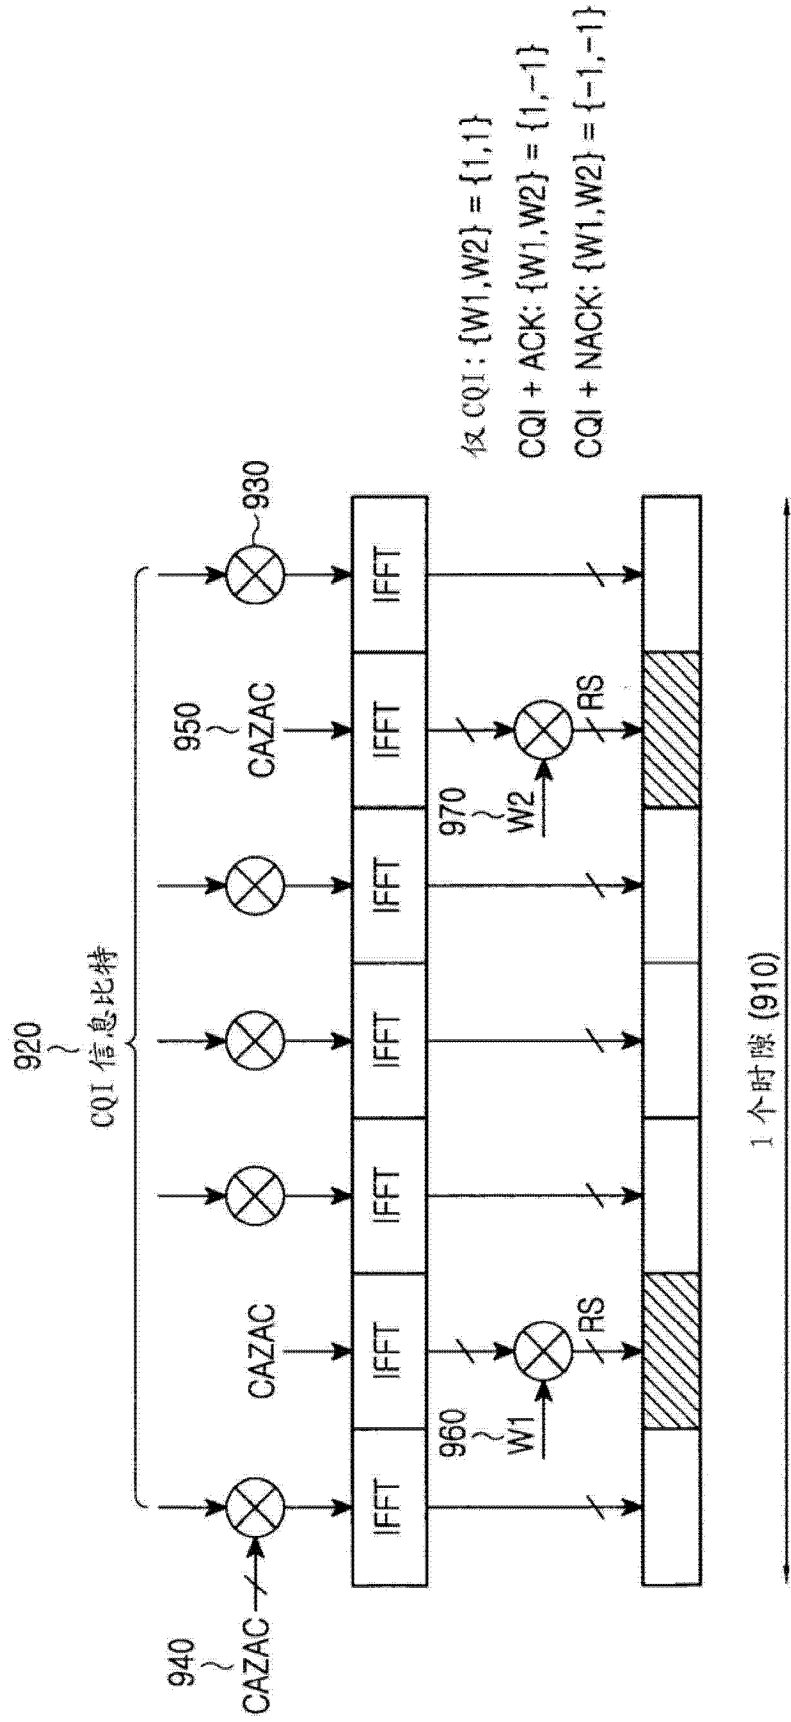 920
CQI 信息比特
940
CAZAC
CAZAC
950
CAZAC
930
IFFT
IFFT
IFFT
IFFT
IFFT
IFFT
IFFT
960
W1
RS
970
W2
RS
仅 CQI : {W1,W2} = {1,1}
CQI + ACK: {W1,W2} = {1,-1}
CQI + NACK: {W1,W2} = {-1,-1}
1 个时隙 (910)